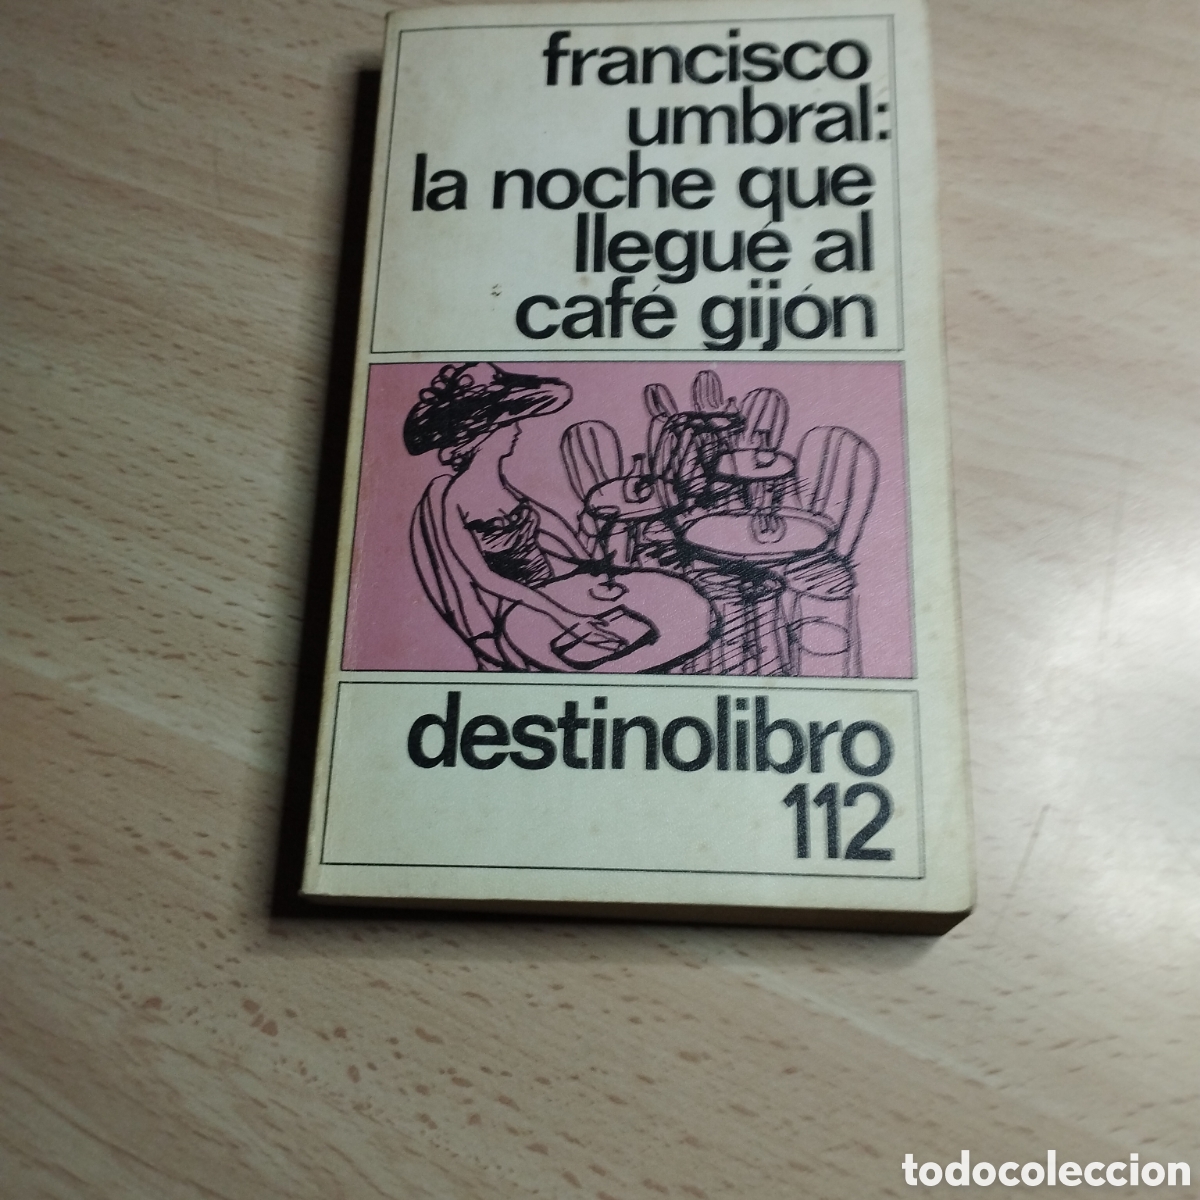 francisco
umbral:
la noche que
llegué al
café gijón
destinolibro
112
todocoleccion